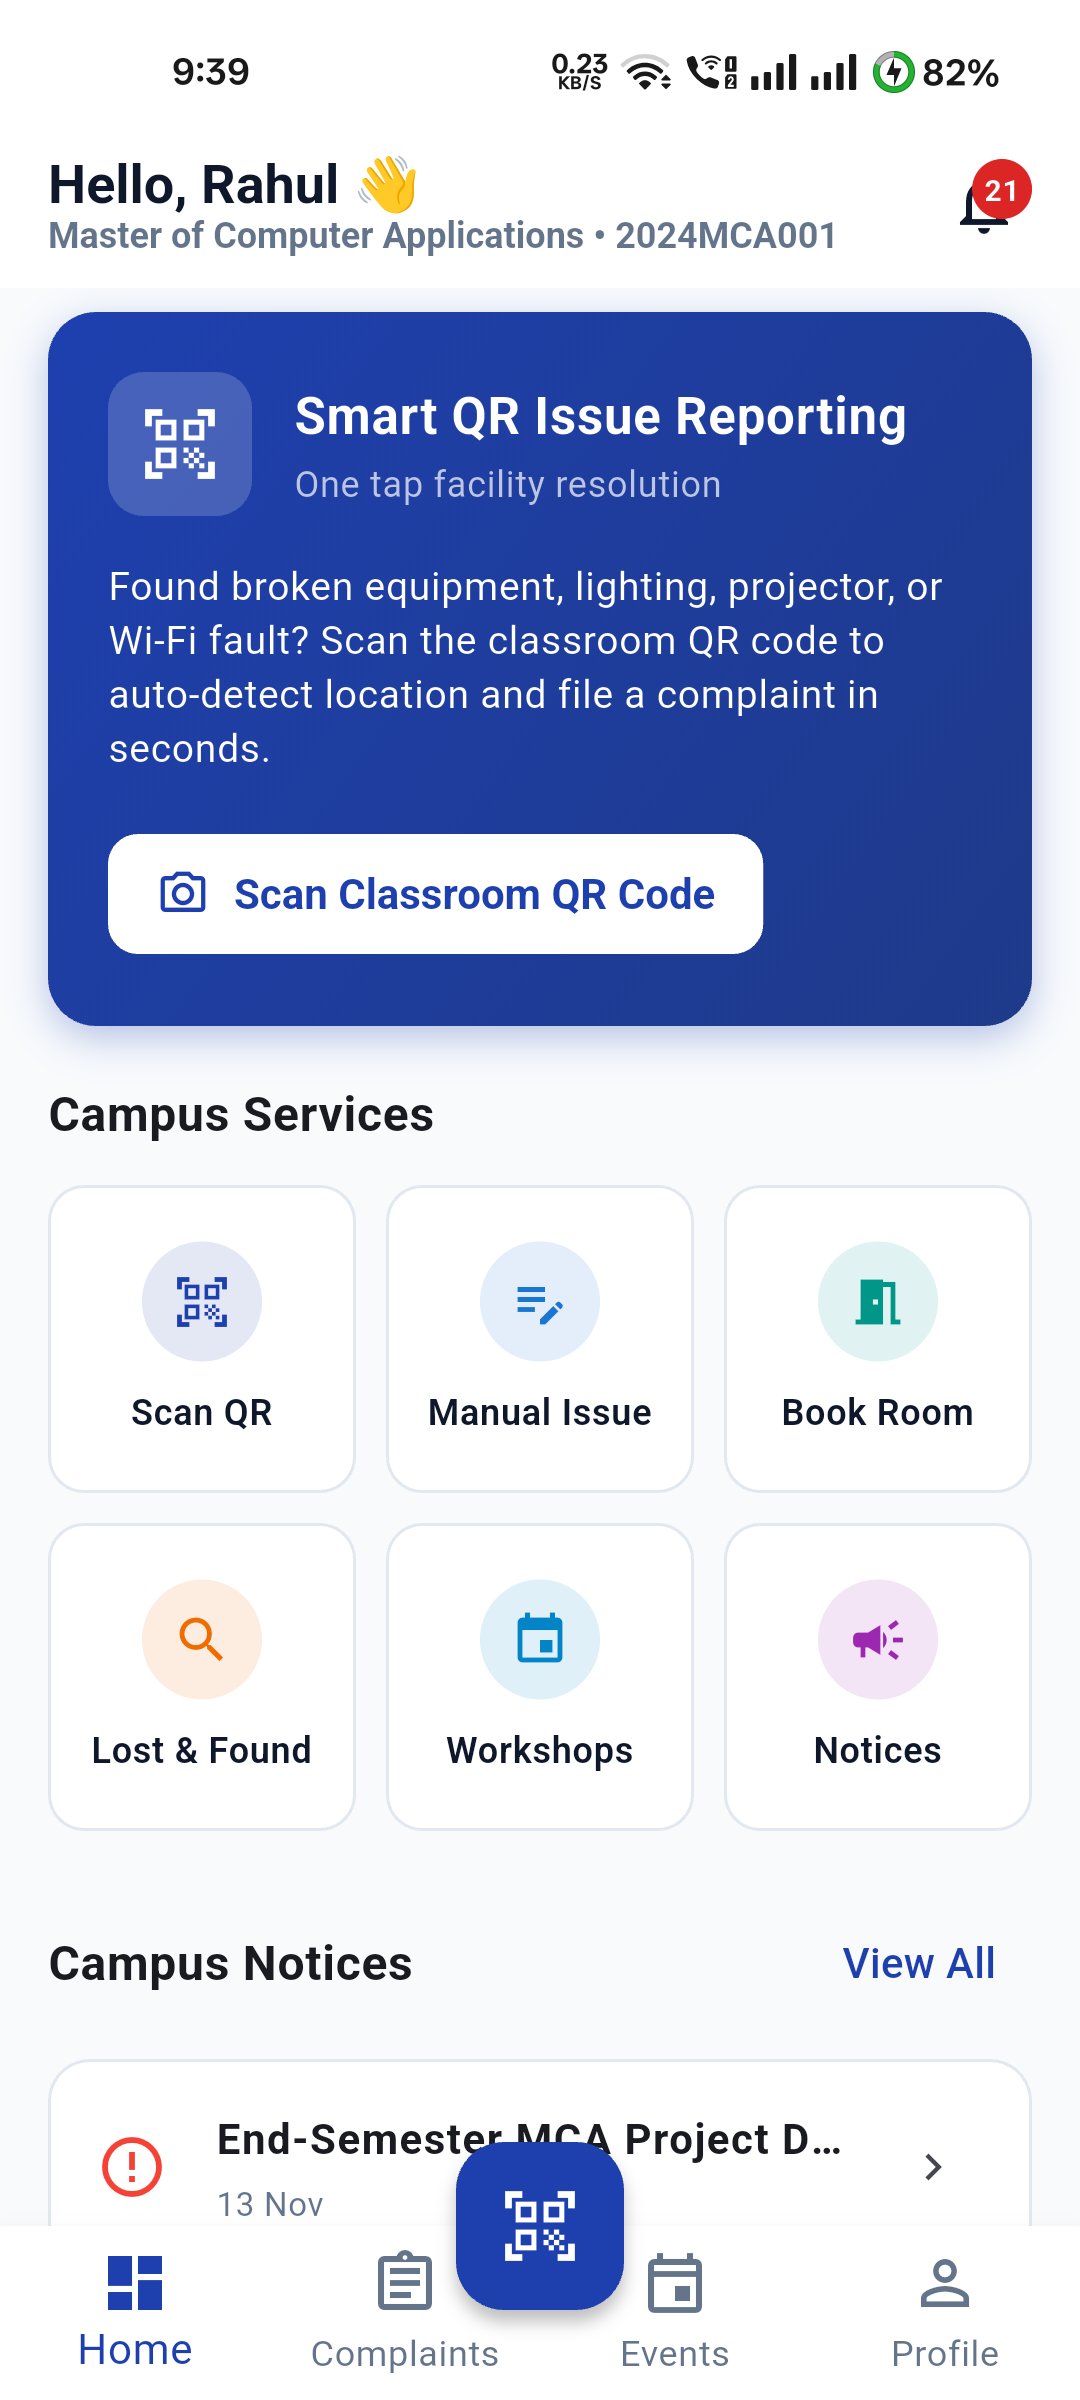 9:39
0.23
KB/S
82%
Hello, Rahul 👋
21
Master of Computer Applications • 2024MCA001
Smart QR Issue Reporting
One tap facility resolution
Found broken equipment, lighting, projector, or
Wi-Fi fault? Scan the classroom QR code to
auto-detect location and file a complaint in
seconds.
Scan Classroom QR Code
Campus Services
Scan QR
Manual Issue
Book Room
Lost & Found
Workshops
Notices
Campus Notices
View All
End-Semester MCA Project D...
13 Nov
Home
Complaints
Events
Profile